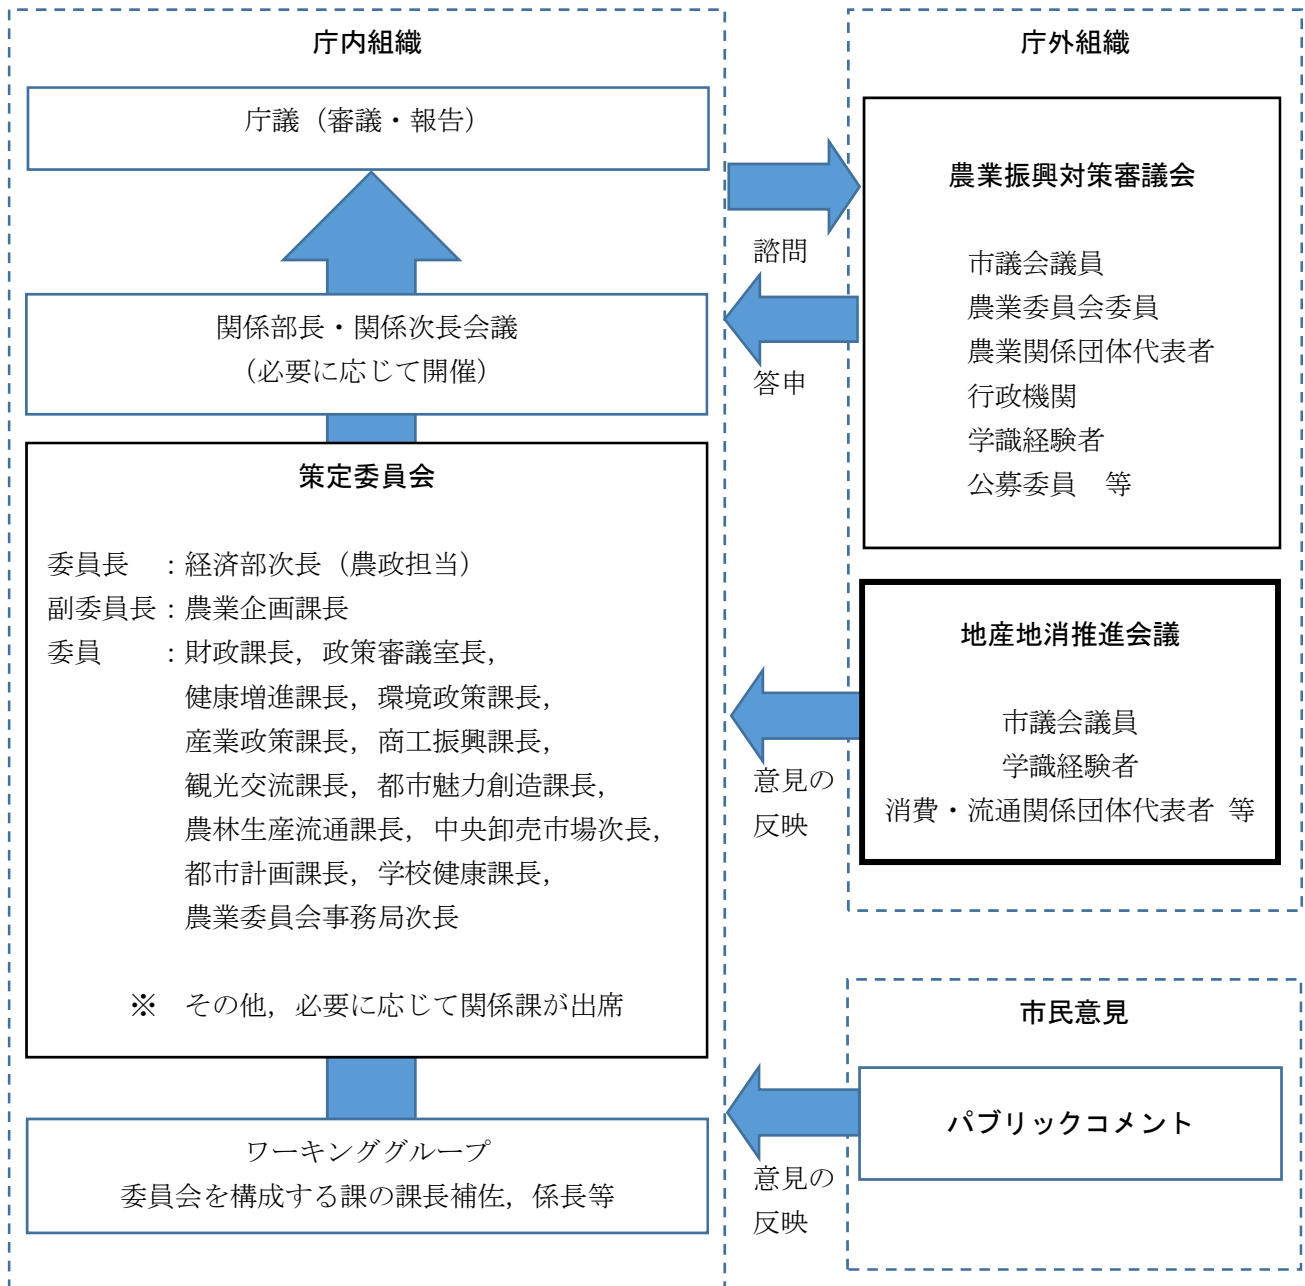 庁内組織
庁議（審議・報告）
関係部長・関係次長会議
（必要に応じて開催）
策定委員会
委員長　：経済部次長（農政担当）
副委員長：農業企画課長
委員　　：財政課長，政策審議室長，
健康増進課長，環境政策課長，
産業政策課長，商工振興課長，
観光交流課長，都市魅力創造課長，
農林生産流通課長，中央卸売市場次長，
都市計画課長，学校健康課長，
農業委員会事務局次長
※　その他，必要に応じて関係課が出席
ワーキンググループ
委員会を構成する課の課長補佐，係長等
諮問
答申
意見の
反映
意見の
反映
庁外組織
農業振興対策審議会
市議会議員
農業委員会委員
農業関係団体代表者
行政機関
学識経験者
公募委員　等
地産地消推進会議
市議会議員
学識経験者
消費・流通関係団体代表者 等
市民意見
パブリックコメント